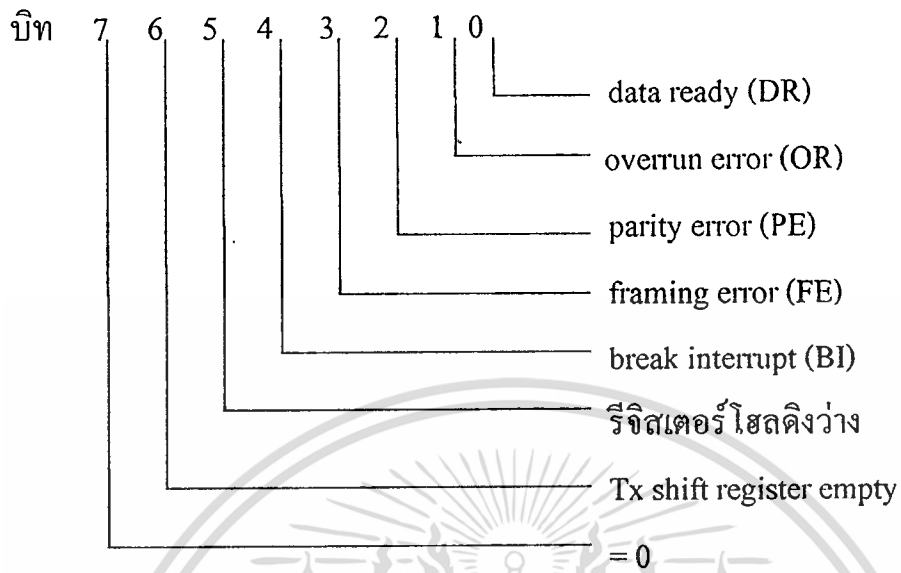 บิท 7 6 5 4 3 2 1 0
data ready (DR)
overrun error (OR)
parity error (PE)
framing error (FE)
break interrupt (BI)
รีจิสเตอร์โฮลดิงว่าง
Tx shift register empty
= 0